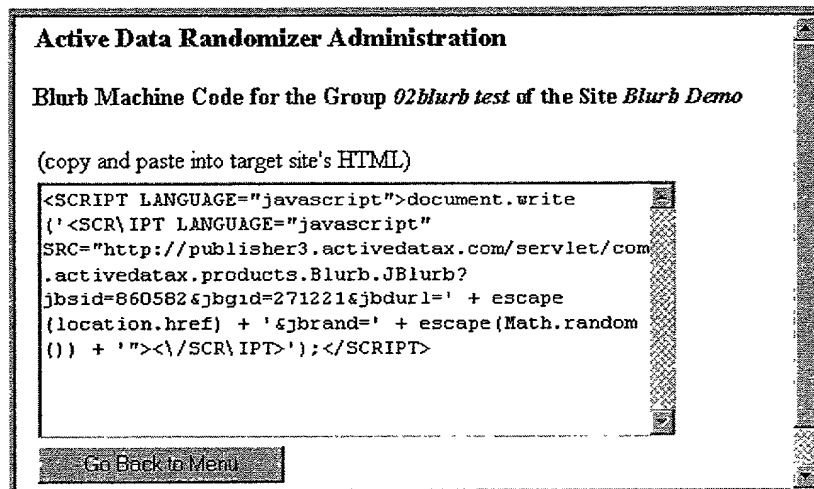 Active Data Randomizer Administration
Blurb Machine Code for the Group 02blurb test of the Site Blurb Demo
(copy and paste into target site's HTML)
<SCRIPT LANGUAGE="javascript">document.write
('<SCR\IPT LANGUAGE="javascript"
SRC="http://publisher3.activedatax.com/servlet/com
.activedatax.products.Blurb.JBlurb?
jbsid=860582&jbgid=271221&jbdurl=' + escape
(location.href) + '&jbrand=' + escape(Math.random
()) + '"><\/SCR\IPT>');</SCRIPT>
Go Back to Menu